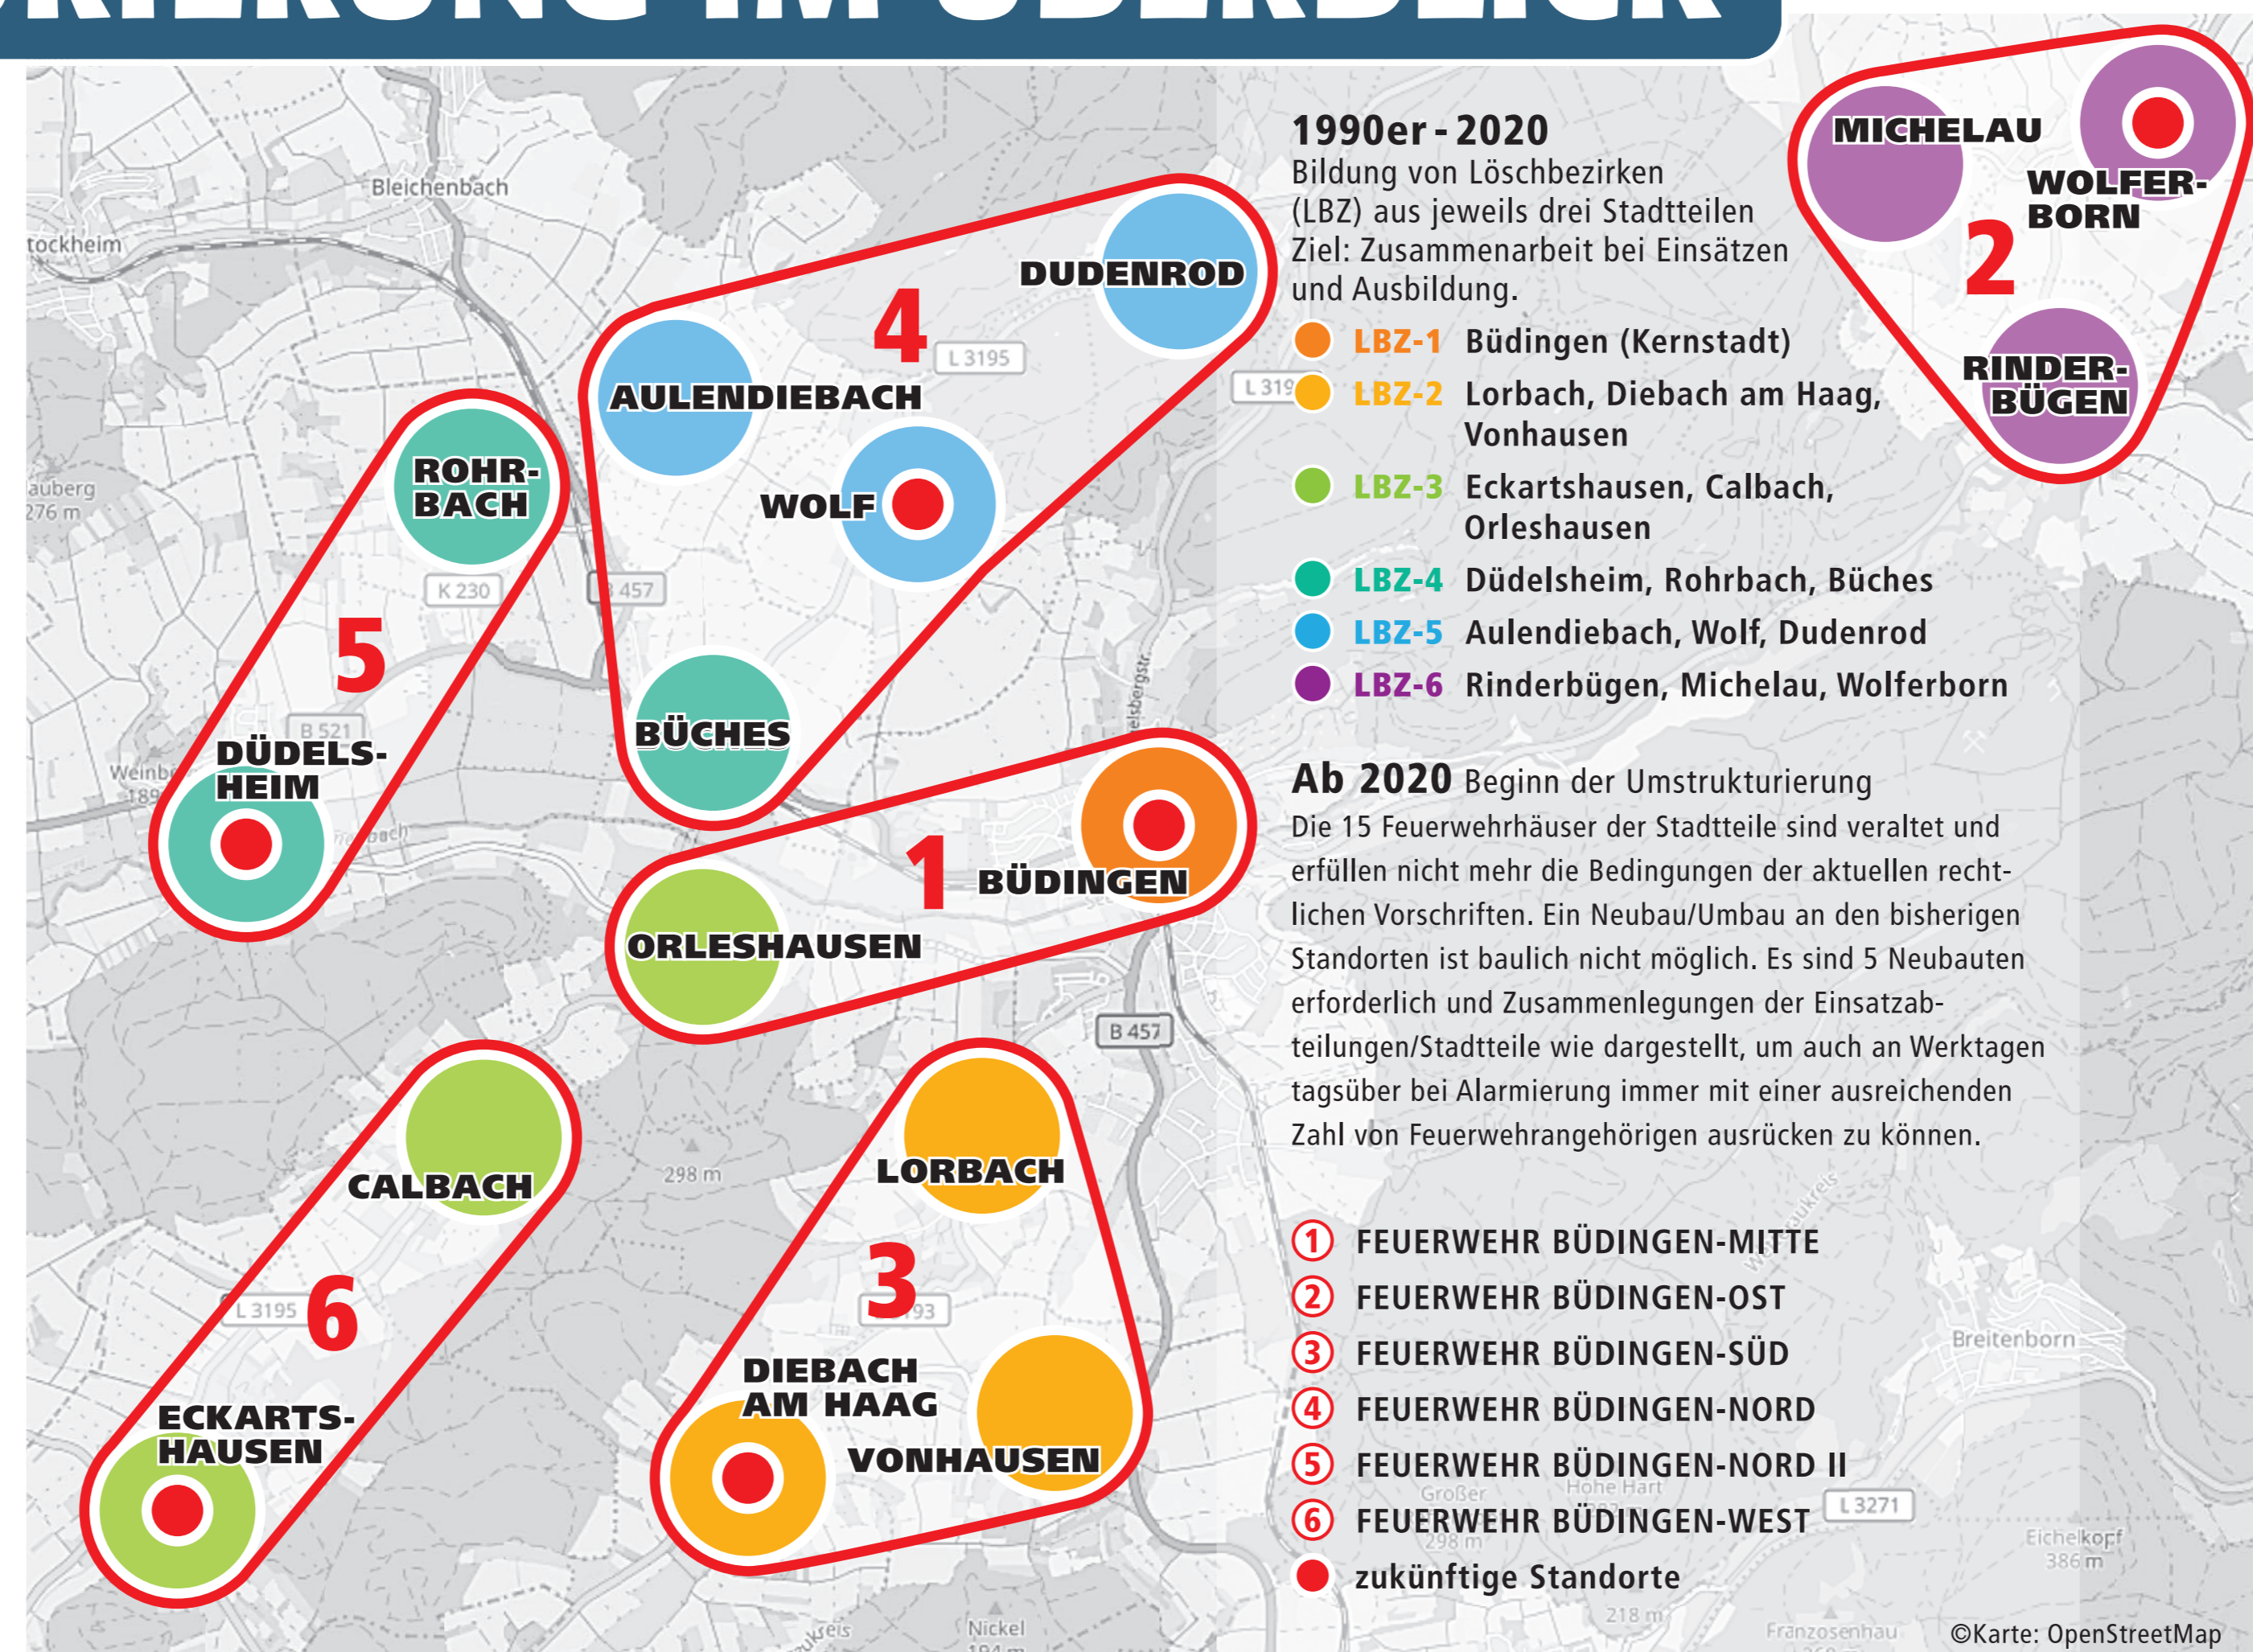 IM ÜBERBLICK
Bleichenbach
MICHELAU
WOLFER-
BORN
2
RINDER-
BÜGEN
DUDENROD
4
L 3195
AULENDIEBACH
WOLF
ROHR-
BACH
276 m
K 230
B 457
5
B 521
DÜDELS-
HEIM
BÜCHES
1
BÜDINGEN
ORLESHAUSEN
B 457
CALBACH
298 m
LORBACH
L 3195
6
3
DIEBACH
AM HAAG
ECKARTS-
HAUSEN
VONHAUSEN
Nickel
1990er - 2020
Bildung von Löschbezirken
(LBZ) aus jeweils drei Stadtteilen
Ziel: Zusammenarbeit bei Einsätzen
und Ausbildung.
LBZ-1 Büdingen (Kernstadt)
LBZ-2 Lorbach, Diebach am Haag,
Vonhausen
LBZ-3 Eckartshausen, Calbach,
Orleshausen
LBZ-4 Düdelsheim, Rohrbach, Büches
LBZ-5 Aulendiebach, Wolf, Dudenrod
LBZ-6 Rinderbügen, Michelau, Wolferborn
Ab 2020 Beginn der Umstrukturierung
Die 15 Feuerwehrhäuser der Stadtteile sind veraltet und
erfüllen nicht mehr die Bedingungen der aktuellen recht-
lichen Vorschriften. Ein Neubau/Umbau an den bisherigen
Standorten ist baulich nicht möglich. Es sind 5 Neubauten
erforderlich und Zusammenlegungen der Einsatzab-
teilungen/Stadtteile wie dargestellt, um auch an Werktagen
tagsüber bei Alarmierung immer mit einer ausreichenden
Zahl von Feuerwehrangehörigen ausrücken zu können.
1 FEUERWEHR BÜDINGEN-MITTE
2 FEUERWEHR BÜDINGEN-OST
3 FEUERWEHR BÜDINGEN-SÜD
4 FEUERWEHR BÜDINGEN-NORD
5 FEUERWEHR BÜDINGEN-NORD II
6 FEUERWEHR BÜDINGEN-WEST
zukünftige Standorte
Breitenborn
Großer
Hohe Hart
298 m
L 3271
Eichelkopf
386 m
218 m
Franzosenhau
©Karte: OpenStreetMap